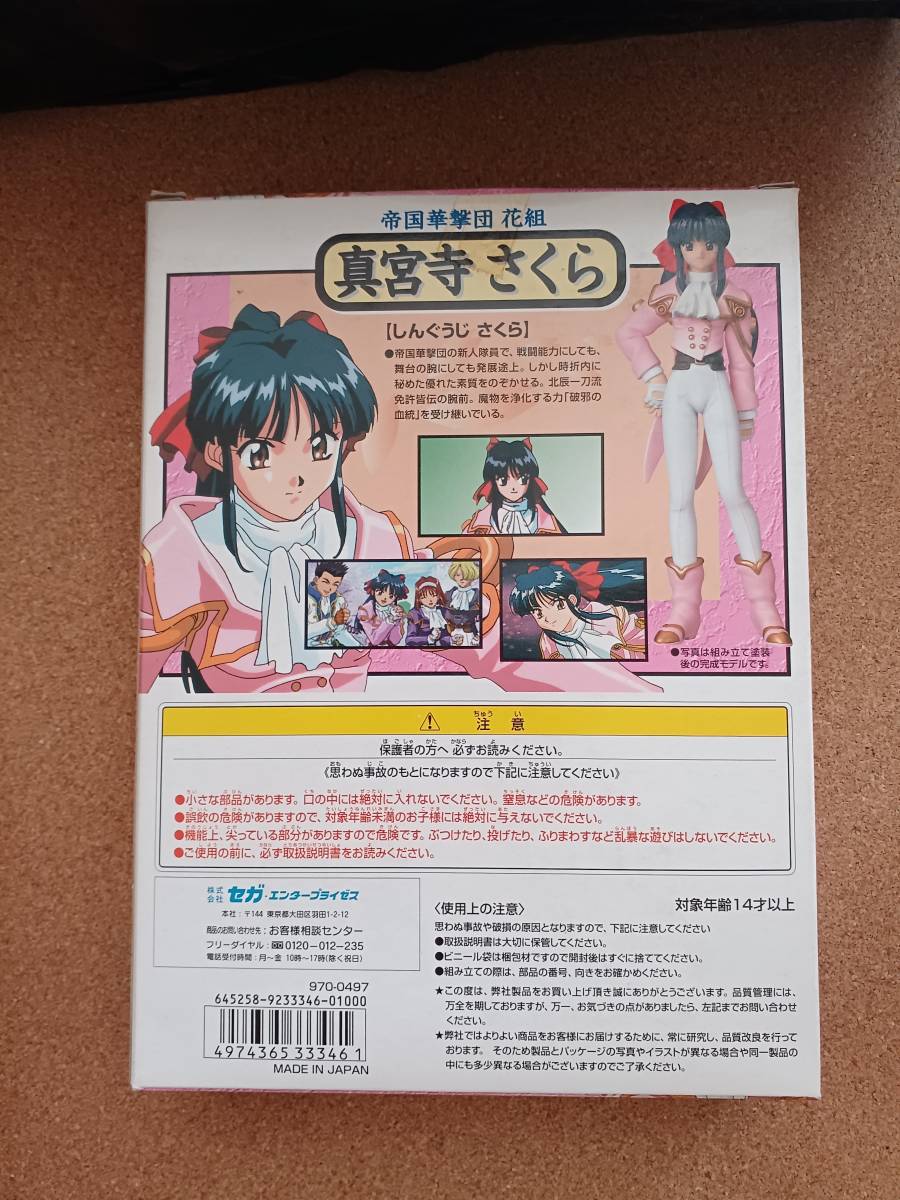 帝国華撃団 花組
真宮寺 さくら
【しんぐうじ さくら】
●帝国華撃団の新人隊員で、戦闘能力にしても、
舞台の腕にしても発展途上。しかし時折内に
秘めた優れた素質をのぞかせる。北辰一刀流
免許皆伝の腕前。魔物を浄化する力「破邪の
血統」を受け継いでいる。
●写真は組み立て塗装
後の完成モデルです。
注意
保護者の方へ 必ずお読みください。
《思わぬ事故のもとになりますので下記に注意してください》
●小さな部品があります。口の中には絶対に入れないでください。窒息などの危険があります。
●誤飲の危険がありますので、対象年齢未満のお子様には絶対に与えないでください。
●機能上、尖っている部分がありますので危険です。ぶつけたり、投げたり、ふりまわすなど乱暴な遊びはしないでください。
●ご使用の前に、必ず取扱説明書をお読みください。
株式会社 セガ・エンタープライゼス
本社：〒144 東京都大田区羽田1-2-12
商品のお問い合わせ先：お客様相談センター
フリーダイヤル：0120-012-235
電話受付時間：月〜金 10時〜17時(除く祝日)
970-0497
645258-9233346-01000
4974365333461
MADE IN JAPAN
〈使用上の注意〉 対象年齢14才以上
思わぬ事故や破損の原因となりますので、下記に注意してください
●取扱説明書は大切に保管してください。
●ビニール袋は梱包材ですので開封後はすぐに捨ててください。
●組み立ての際は、部品の番号、向きをお確かめください。
★この度は、弊社製品をお買い上げ頂き誠にありがとうございます。品質管理には、
万全を期しておりますが、万一、お気づきの点がありましたら、左記までお問い合わせ
ください。
★弊社ではよりよい商品をお客様にお届けするために、常に研究し、品質改良を行って
おります。 そのため製品とパッケージの写真やイラストが異なる場合や同一製品の
中にも多少異なる場合がございますのでご了承ください。